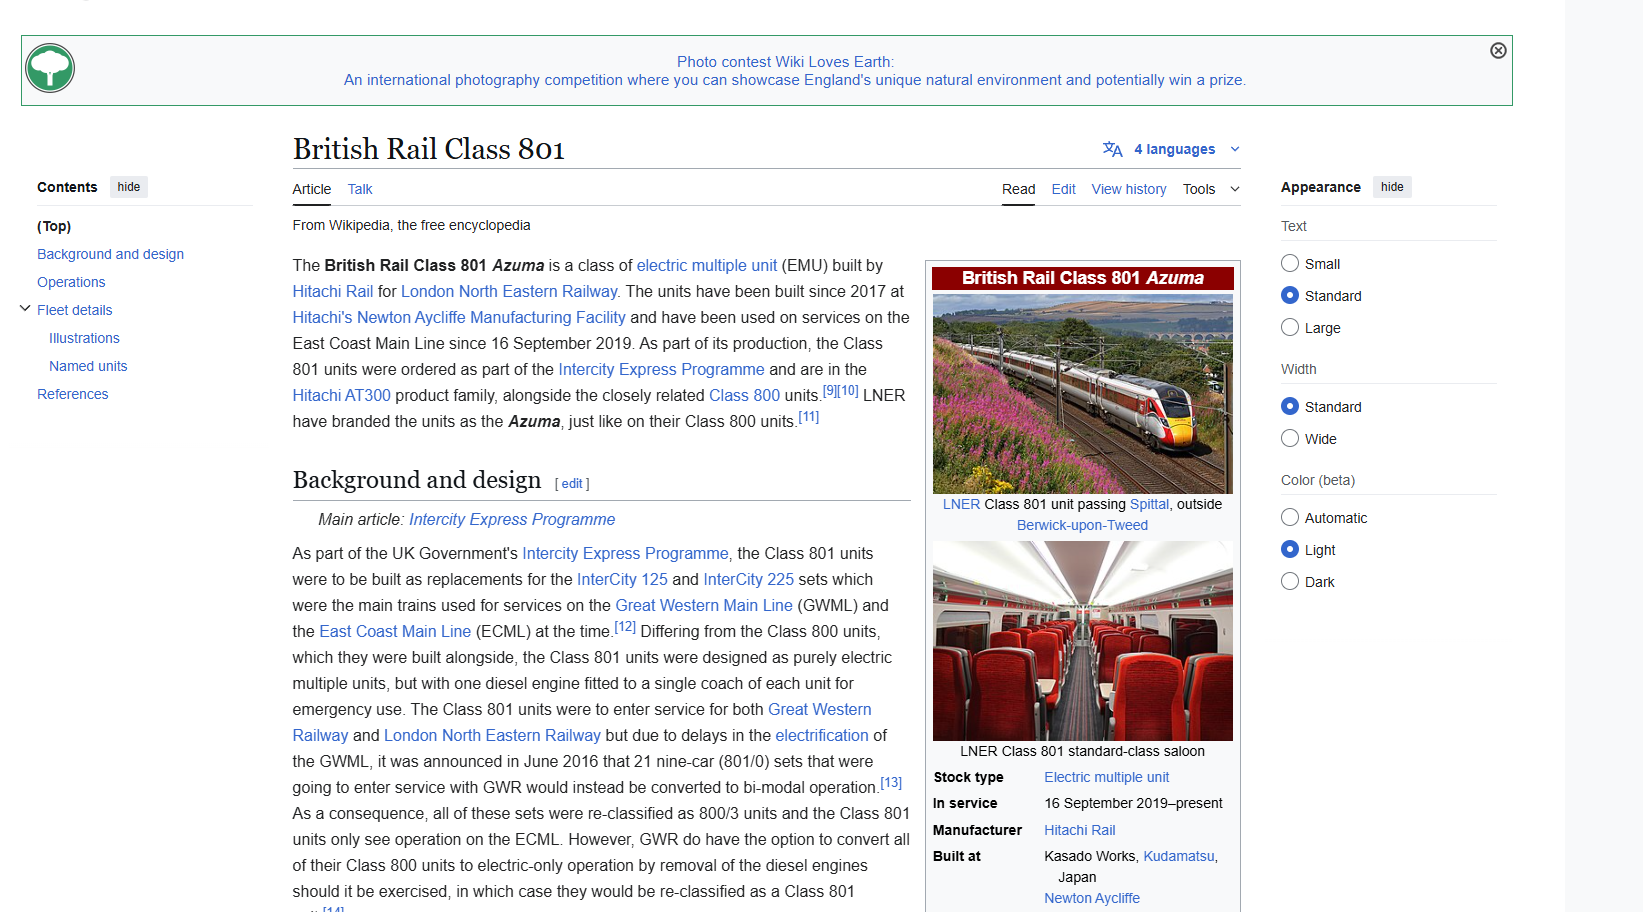 Photo contest Wiki Loves Earth:
An international photography competition where you can showcase England's unique natural environment and potentially win a prize.
British Rail Class 801
4 languages
Contents hide
(Top)
Background and design
Operations
Fleet details
Illustrations
Named units
References
Article Talk
Read Edit View history Tools
From Wikipedia, the free encyclopedia
The British Rail Class 801 Azuma is a class of electric multiple unit (EMU) built by
Hitachi Rail for London North Eastern Railway. The units have been built since 2017 at
Hitachi's Newton Aycliffe Manufacturing Facility and have been used on services on the
East Coast Main Line since 16 September 2019. As part of its production, the Class
801 units were ordered as part of the Intercity Express Programme and are in the
Hitachi AT300 product family, alongside the closely related Class 800 units.[9][10] LNER
have branded the units as the Azuma, just like on their Class 800 units.[11]
Background and design [ edit ]
Main article: Intercity Express Programme
As part of the UK Government's Intercity Express Programme, the Class 801 units
were to be built as replacements for the InterCity 125 and InterCity 225 sets which
were the main trains used for services on the Great Western Main Line (GWML) and
the East Coast Main Line (ECML) at the time.[12] Differing from the Class 800 units,
which they were built alongside, the Class 801 units were designed as purely electric
multiple units, but with one diesel engine fitted to a single coach of each unit for
emergency use. The Class 801 units were to enter service for both Great Western
Railway and London North Eastern Railway but due to delays in the electrification of
the GWML, it was announced in June 2016 that 21 nine-car (801/0) sets that were
going to enter service with GWR would instead be converted to bi-modal operation.[13]
As a consequence, all of these sets were re-classified as 800/3 units and the Class 801
units only see operation on the ECML. However, GWR do have the option to convert all
of their Class 800 units to electric-only operation by removal of the diesel engines
should it be exercised, in which case they would be re-classified as a Class 801
British Rail Class 801 Azuma
LNER Class 801 unit passing Spittal, outside
Berwick-upon-Tweed
LNER Class 801 standard-class saloon
Stock type Electric multiple unit
In service 16 September 2019–present
Manufacturer Hitachi Rail
Built at Kasado Works, Kudamatsu,
Japan
Newton Aycliffe
Appearance hide
Text
Small
Standard
Large
Width
Standard
Wide
Color (beta)
Automatic
Light
Dark